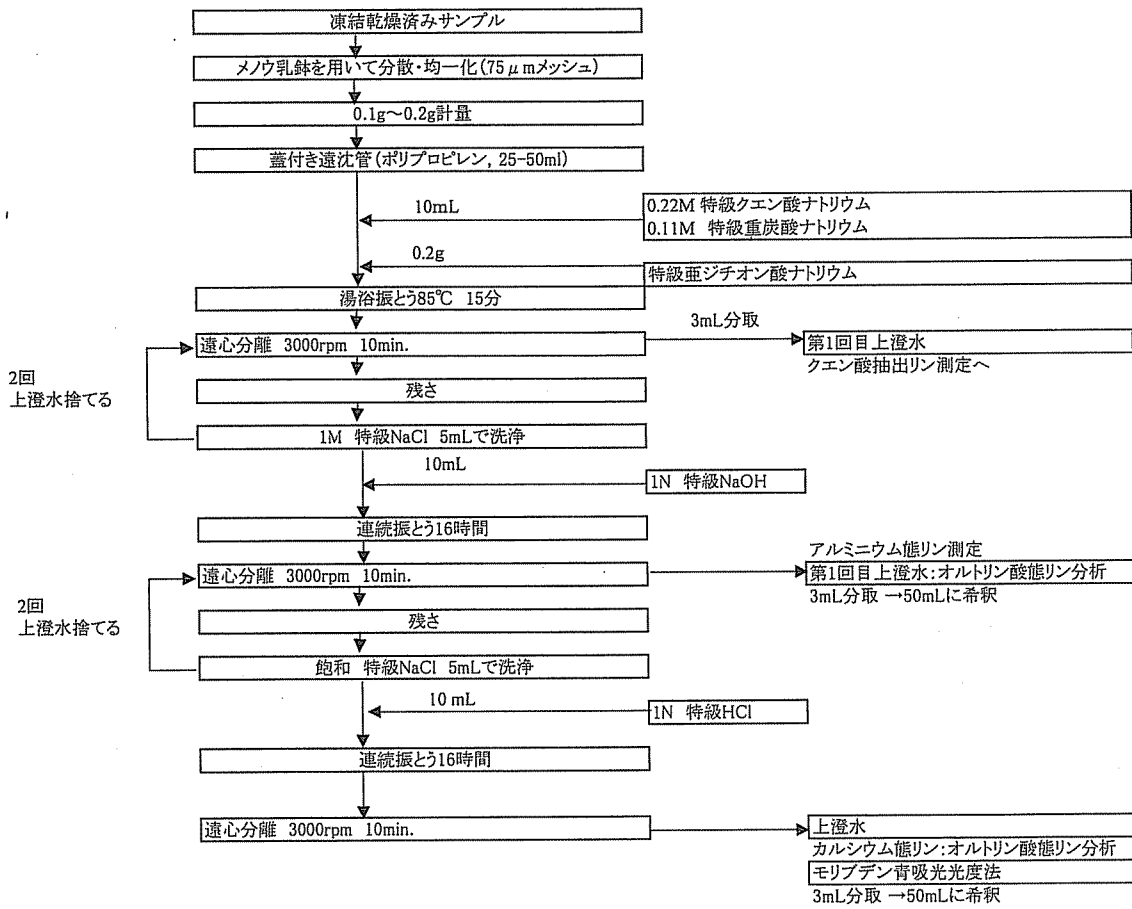 凍結乾燥済みサンプル
メノウ乳鉢を用いて分散・均一化(75μmメッシュ)
0.1g～0.2g計量
蓋付き遠沈管(ポリプロピレン, 25-50ml)
10mL
0.22M 特級クエン酸ナトリウム
0.11M 特級重炭酸ナトリウム
0.2g
特級亜ジチオン酸ナトリウム
湯浴振とう85℃ 15分
3mL分取
遠心分離 3000rpm 10min.
第1回目上澄水
クエン酸抽出リン測定へ
2回
上澄水捨てる
残さ
1M 特級NaCl 5mLで洗浄
10mL
1N 特級NaOH
連続振とう16時間
アルミニウム態リン測定
遠心分離 3000rpm 10min.
第1回目上澄水:オルトリン酸態リン分析
3mL分取 →50mLに希釈
2回
上澄水捨てる
残さ
飽和 特級NaCl 5mLで洗浄
10 mL
1N 特級HCl
連続振とう16時間
遠心分離 3000rpm 10min.
上澄水
カルシウム態リン:オルトリン酸態リン分析
モリブデン青吸光光度法
3mL分取 →50mLに希釈